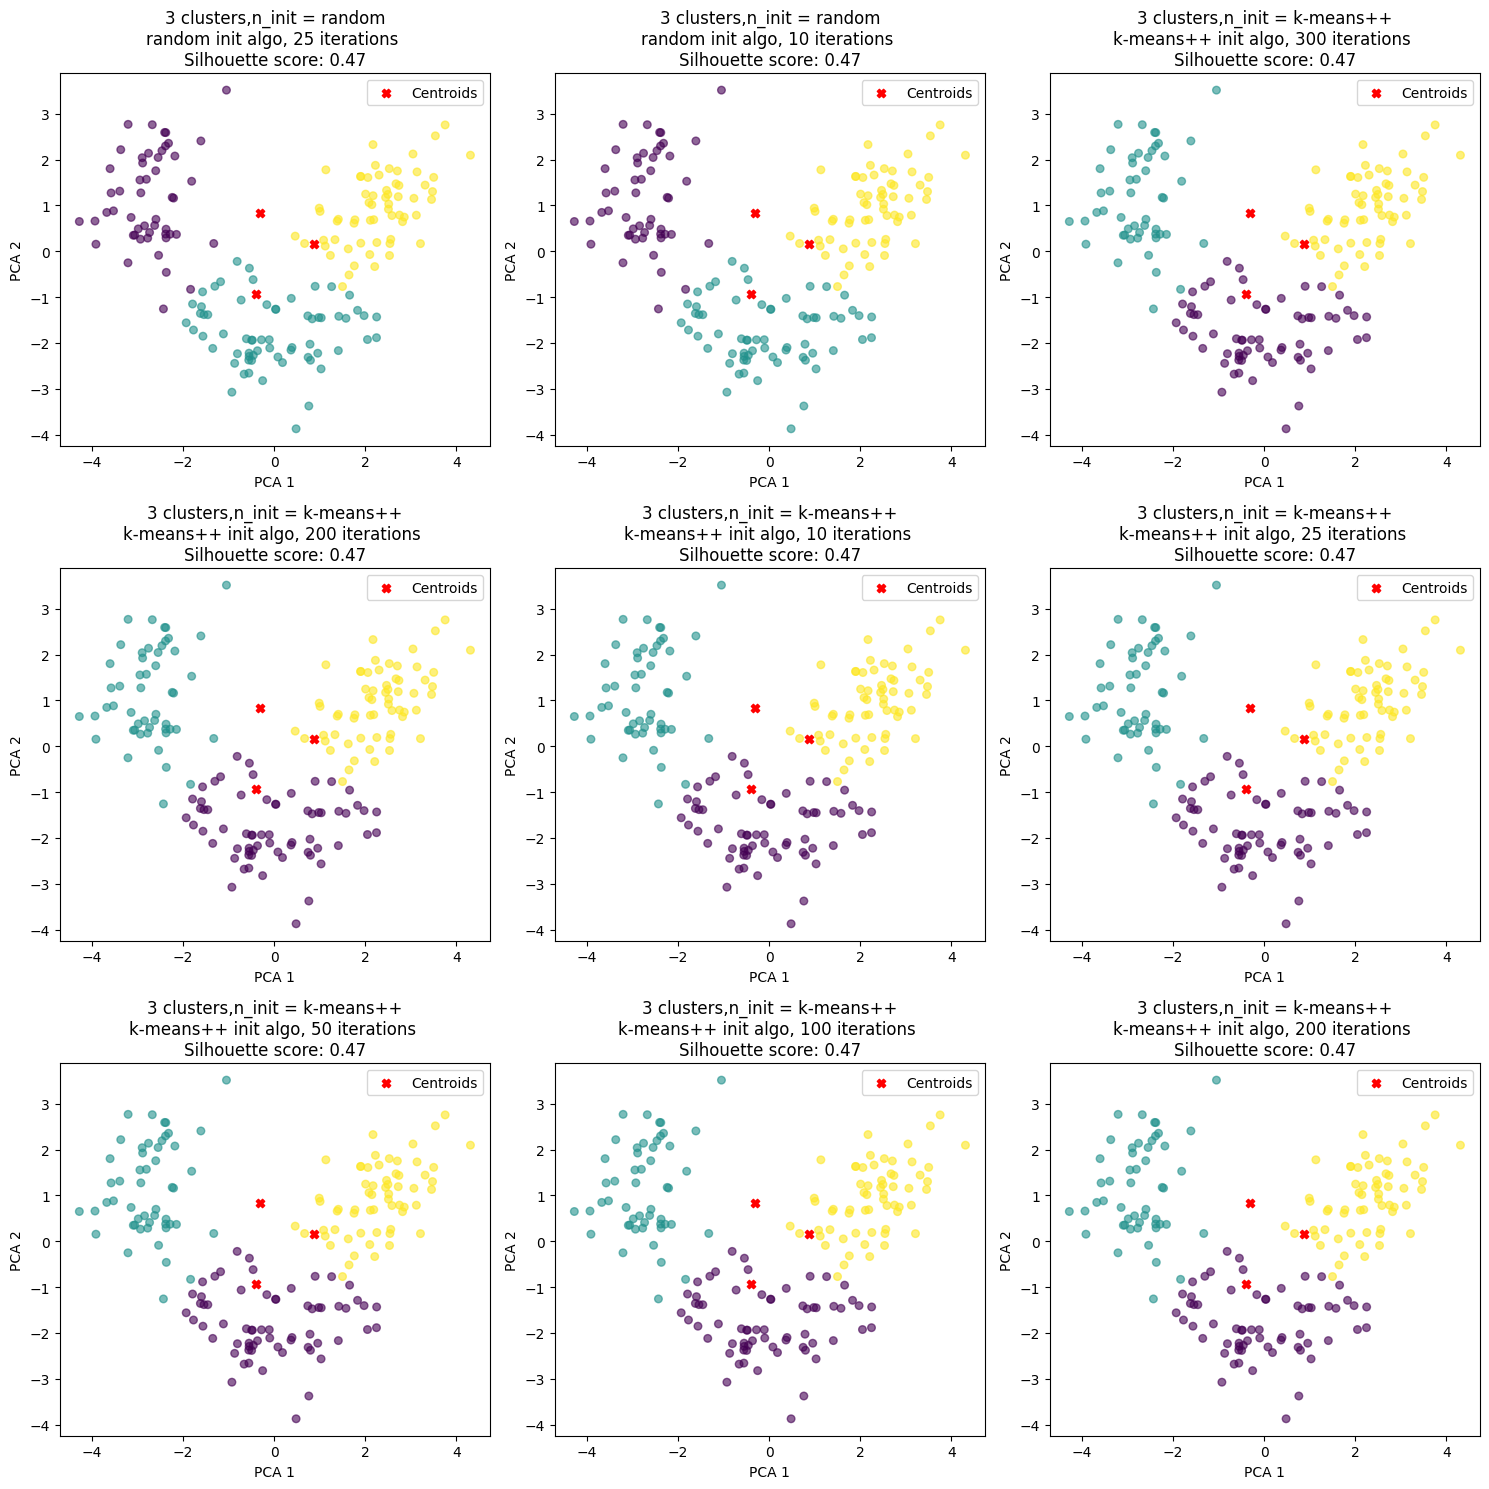 3 clusters,n_init = random
random init algo, 25 iterations
Silhouette score: 0.47
Centroids
3
2
1
0
−1
−2
−3
−4
PCA 2
−4 −2 0 2 4
PCA 1
3 clusters,n_init = random
random init algo, 10 iterations
Silhouette score: 0.47
Centroids
3
2
1
0
−1
−2
−3
−4
PCA 2
−4 −2 0 2 4
PCA 1
3 clusters,n_init = k-means++
k-means++ init algo, 300 iterations
Silhouette score: 0.47
Centroids
3
2
1
0
−1
−2
−3
−4
PCA 2
−4 −2 0 2 4
PCA 1
3 clusters,n_init = k-means++
k-means++ init algo, 200 iterations
Silhouette score: 0.47
Centroids
3
2
1
0
−1
−2
−3
−4
PCA 2
−4 −2 0 2 4
PCA 1
3 clusters,n_init = k-means++
k-means++ init algo, 10 iterations
Silhouette score: 0.47
Centroids
3
2
1
0
−1
−2
−3
−4
PCA 2
−4 −2 0 2 4
PCA 1
3 clusters,n_init = k-means++
k-means++ init algo, 25 iterations
Silhouette score: 0.47
Centroids
3
2
1
0
−1
−2
−3
−4
PCA 2
−4 −2 0 2 4
PCA 1
3 clusters,n_init = k-means++
k-means++ init algo, 50 iterations
Silhouette score: 0.47
Centroids
3
2
1
0
−1
−2
−3
−4
PCA 2
−4 −2 0 2 4
PCA 1
3 clusters,n_init = k-means++
k-means++ init algo, 100 iterations
Silhouette score: 0.47
Centroids
3
2
1
0
−1
−2
−3
−4
PCA 2
−4 −2 0 2 4
PCA 1
3 clusters,n_init = k-means++
k-means++ init algo, 200 iterations
Silhouette score: 0.47
Centroids
3
2
1
0
−1
−2
−3
−4
PCA 2
−4 −2 0 2 4
PCA 1